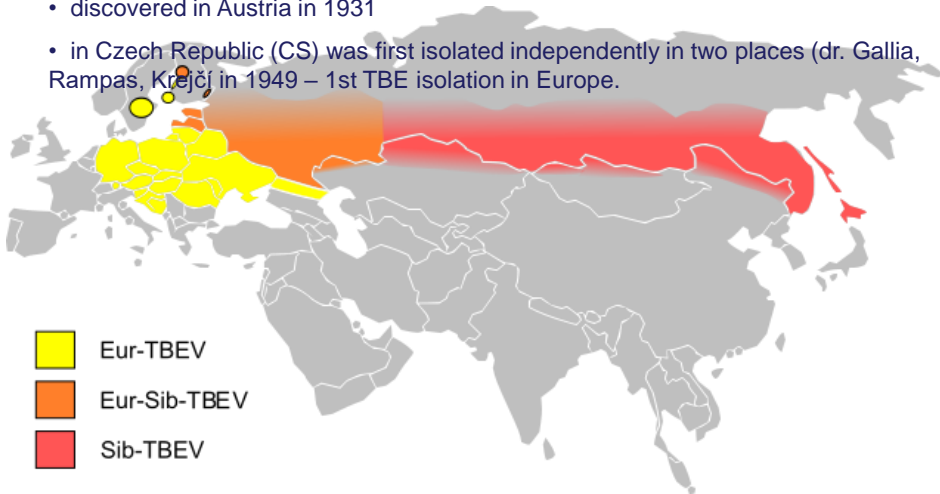 • discovered in Austria in 1931
• in Czech Republic (CS) was first isolated independently in two places (dr. Gallia,
Rampas, Krejčí in 1949 – 1st TBE isolation in Europe.
Eur-TBEV
Eur-Sib-TBEV
Sib-TBEV